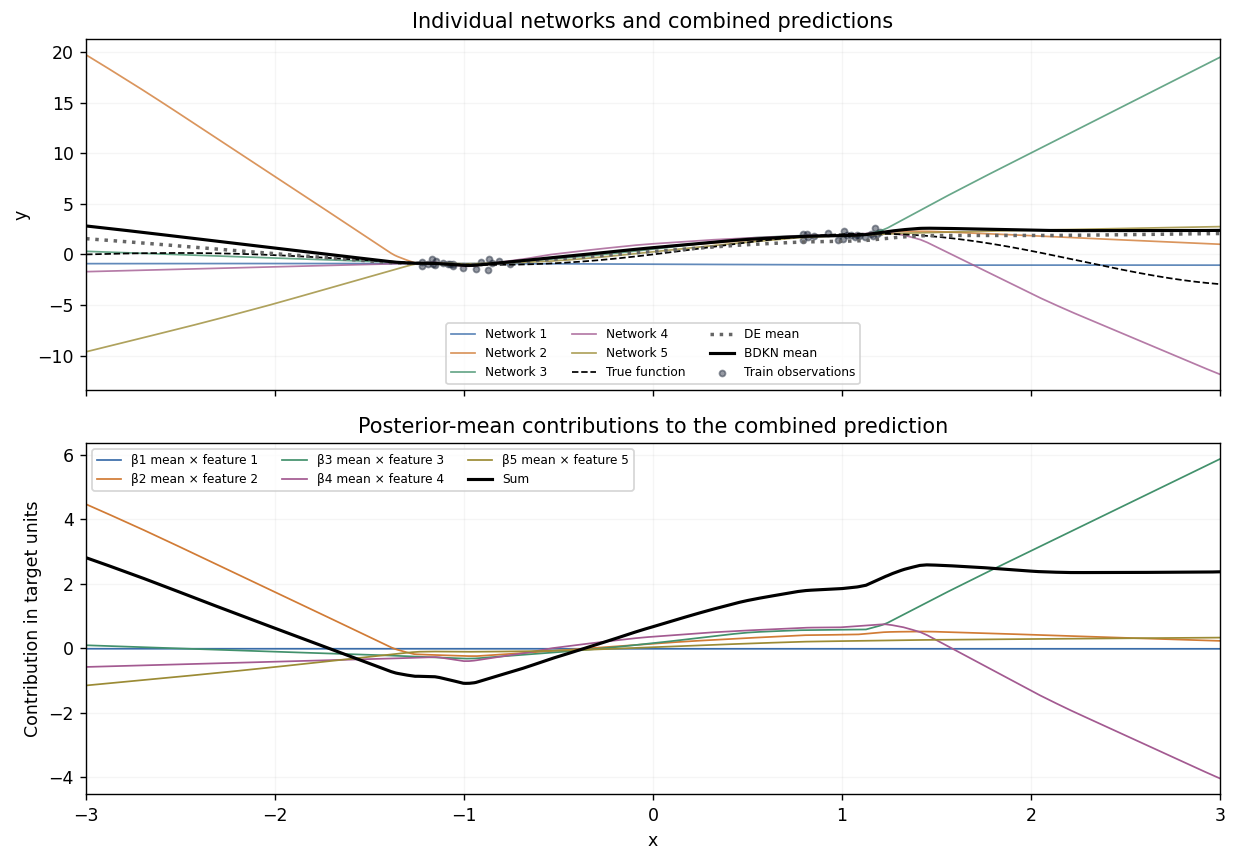 Individual networks and combined predictions
20
15
10
5
0
−5
−10
y
Network 1
Network 2
Network 3
Network 4
Network 5
True function
DE mean
BDKN mean
Train observations
Posterior-mean contributions to the combined prediction
6
4
2
0
−2
−4
Contribution in target units
β1 mean × feature 1
β2 mean × feature 2
β3 mean × feature 3
β4 mean × feature 4
β5 mean × feature 5
Sum
−3
−2
−1
0
1
2
3
x